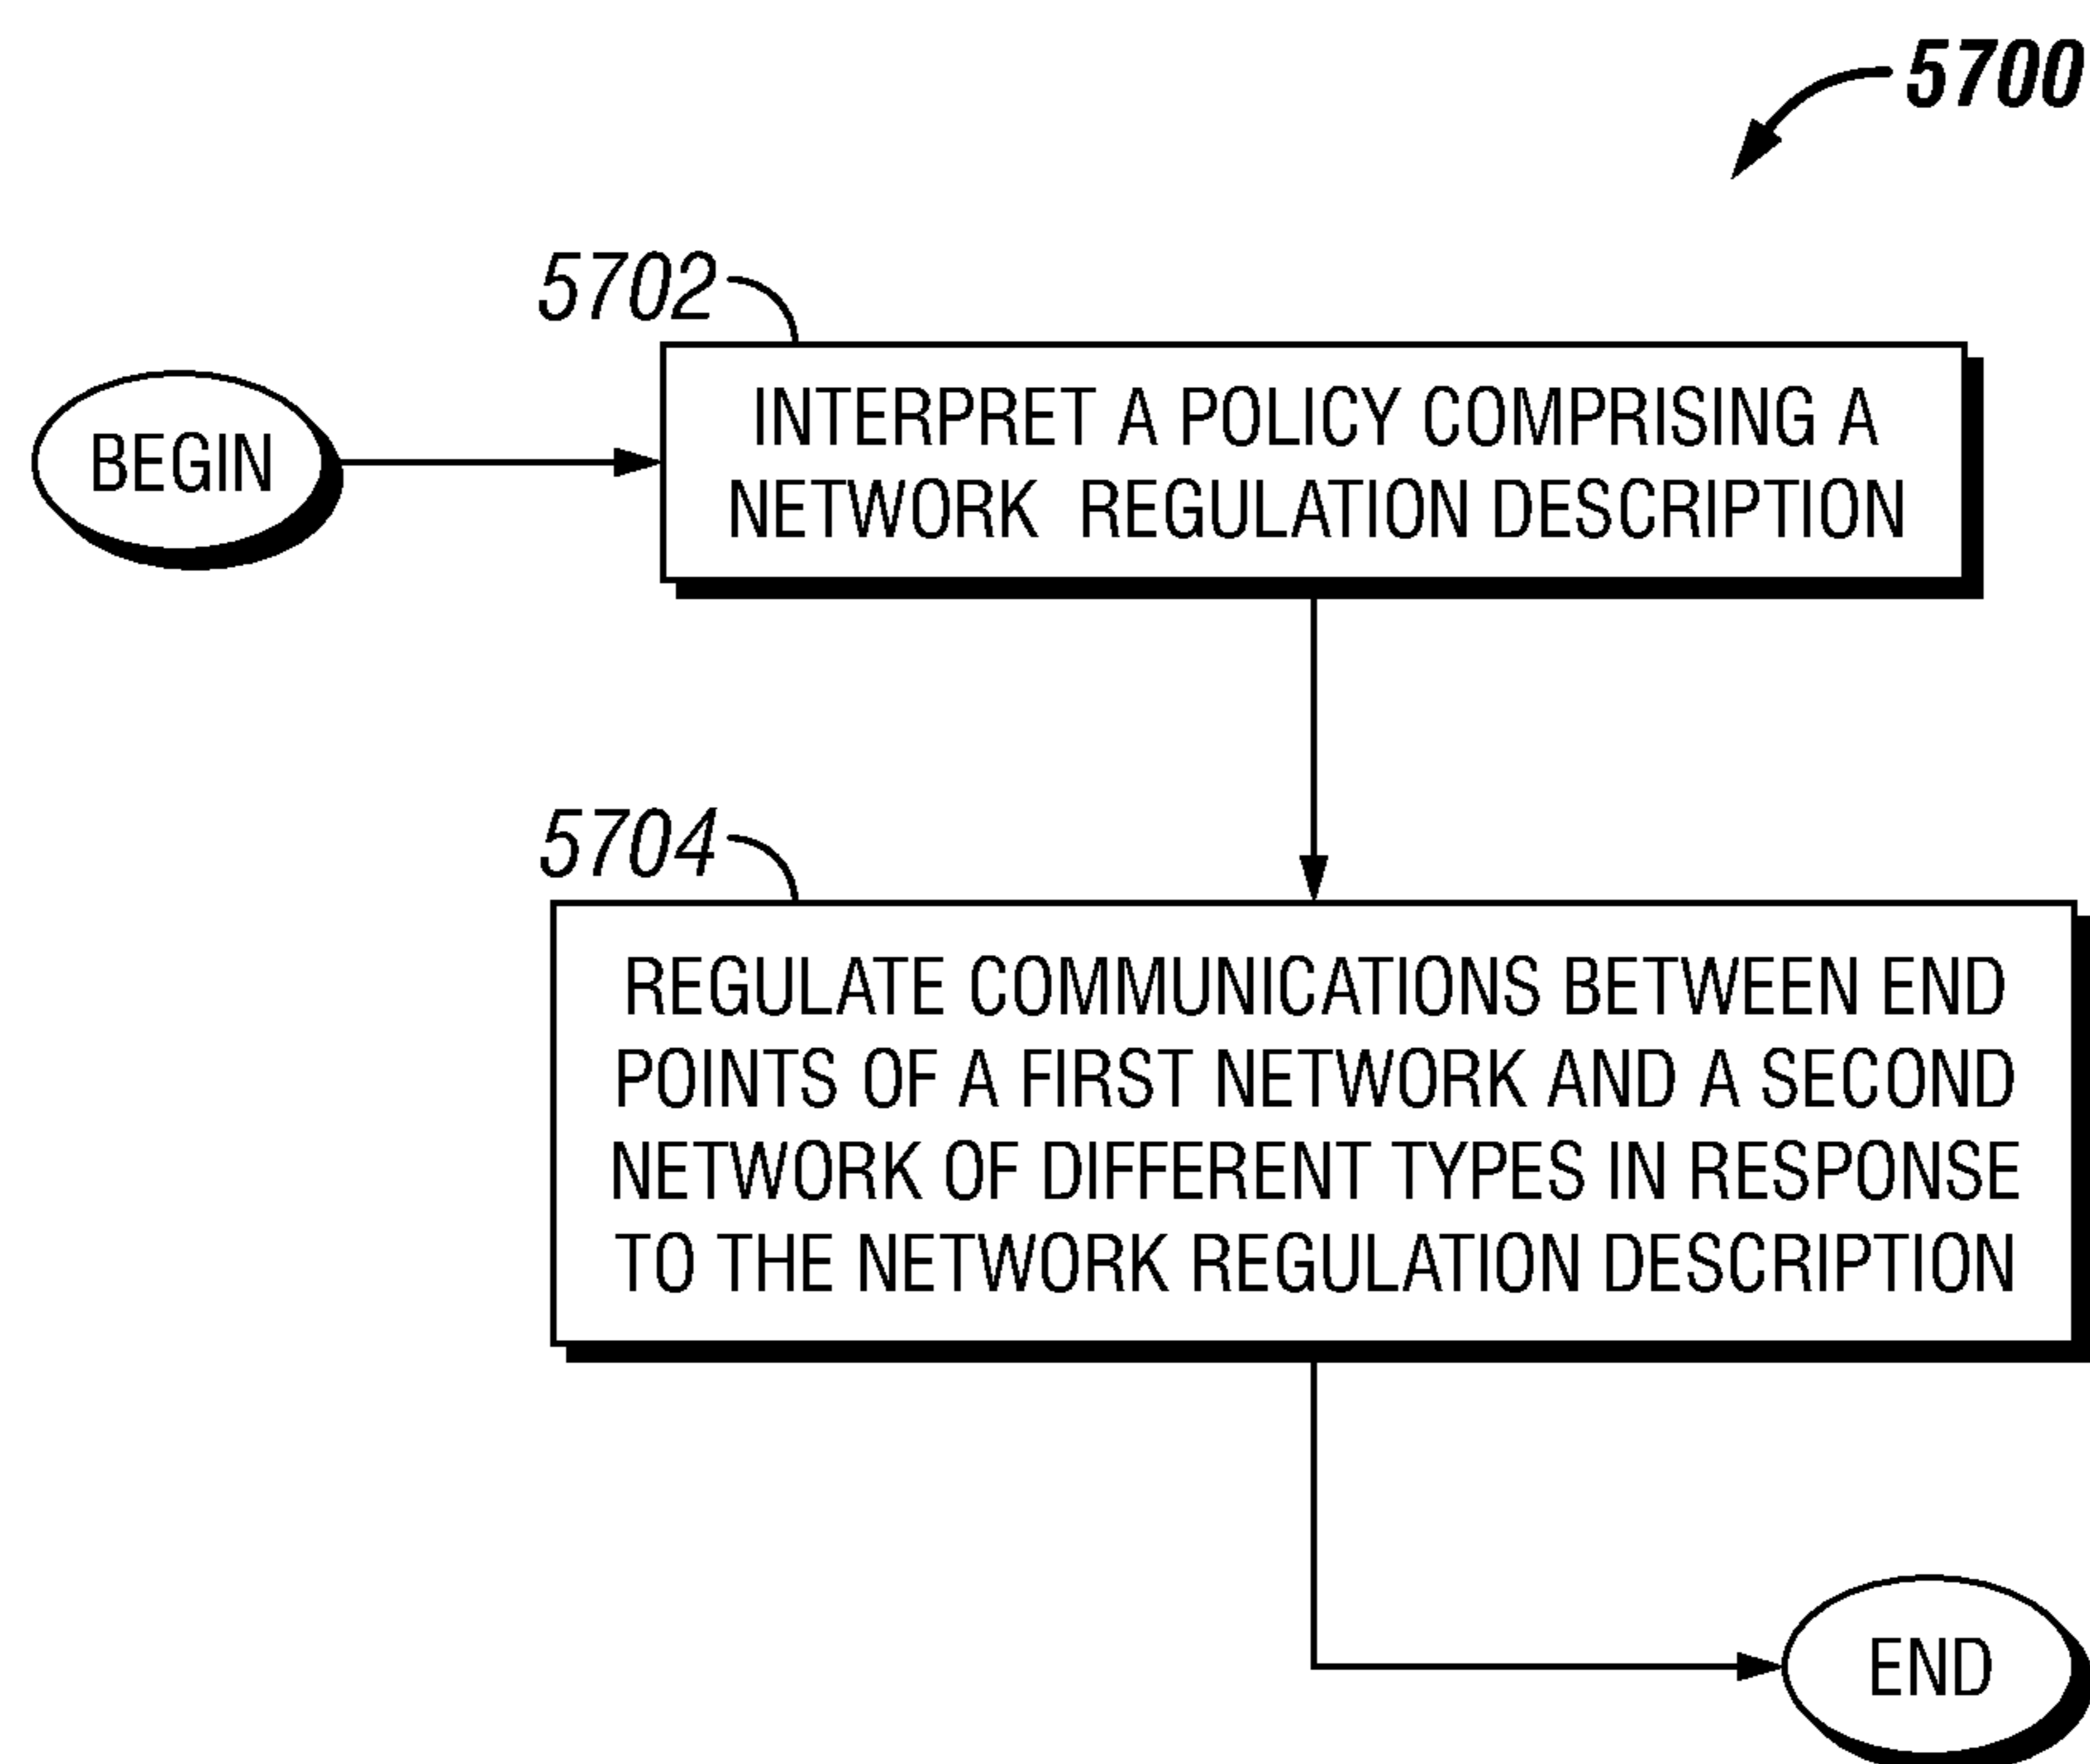 5700
5702
INTERPRET A POLICY COMPRISING A
NETWORK REGULATION DESCRIPTION
BEGIN
5704
REGULATE COMMUNICATIONS BETWEEN END
POINTS OF A FIRST NETWORK AND A SECOND
NETWORK OF DIFFERENT TYPES IN RESPONSE
TO THE NETWORK REGULATION DESCRIPTION
END